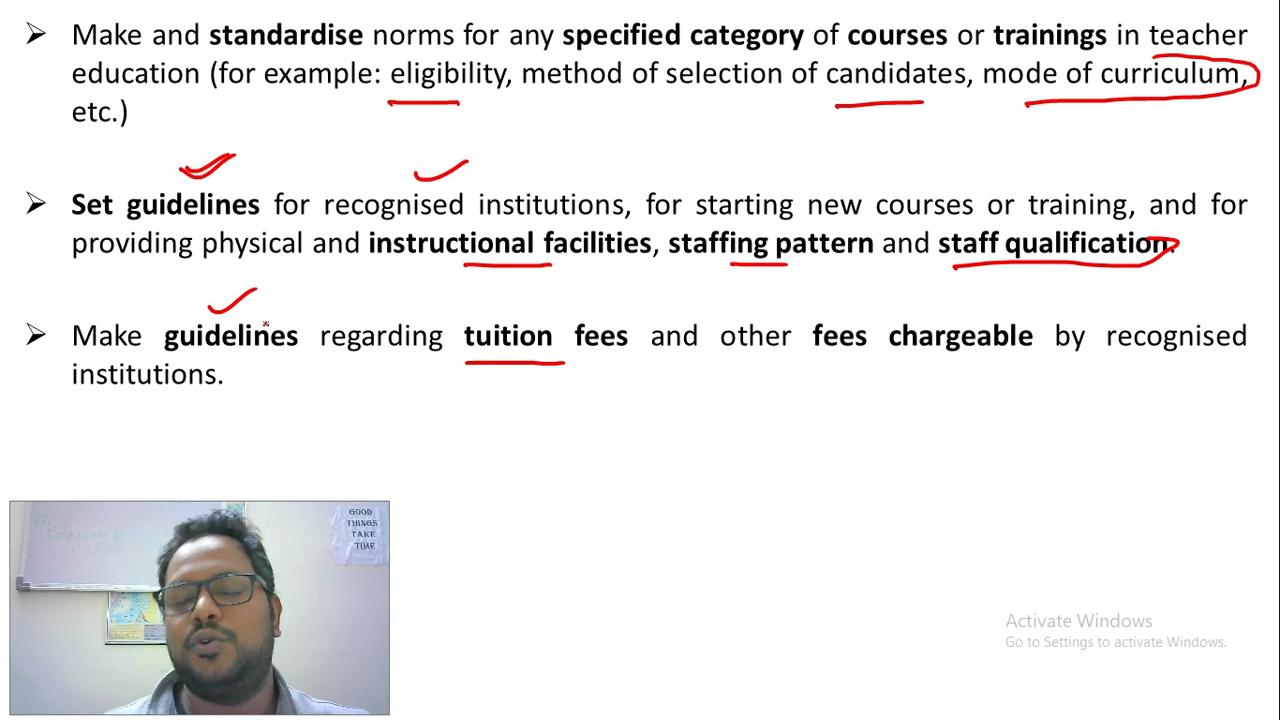 ➢ Make and standardise norms for any specified category of courses or trainings in teacher
education (for example: eligibility, method of selection of candidates, mode of curriculum,
etc.)
➢ Set guidelines for recognised institutions, for starting new courses or training, and for
providing physical and instructional facilities, staffing pattern and staff qualification.
➢ Make guidelines regarding tuition fees and other fees chargeable by recognised
institutions.
GOOD
THINGS
TAKE
TIME
Activate Windows
Go to Settings to activate Windows.